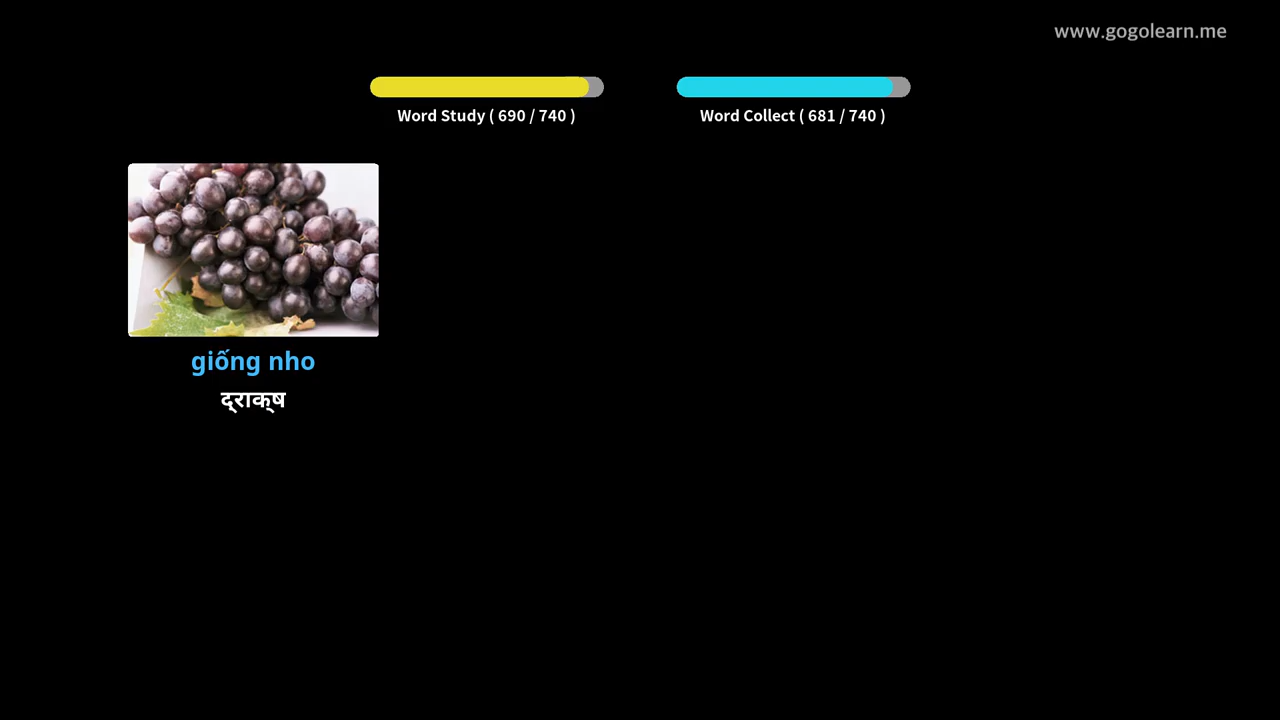 www.gogolearn.me
Word Study ( 690 / 740 )
Word Collect ( 681 / 740 )
giống nho
द्राक्ष